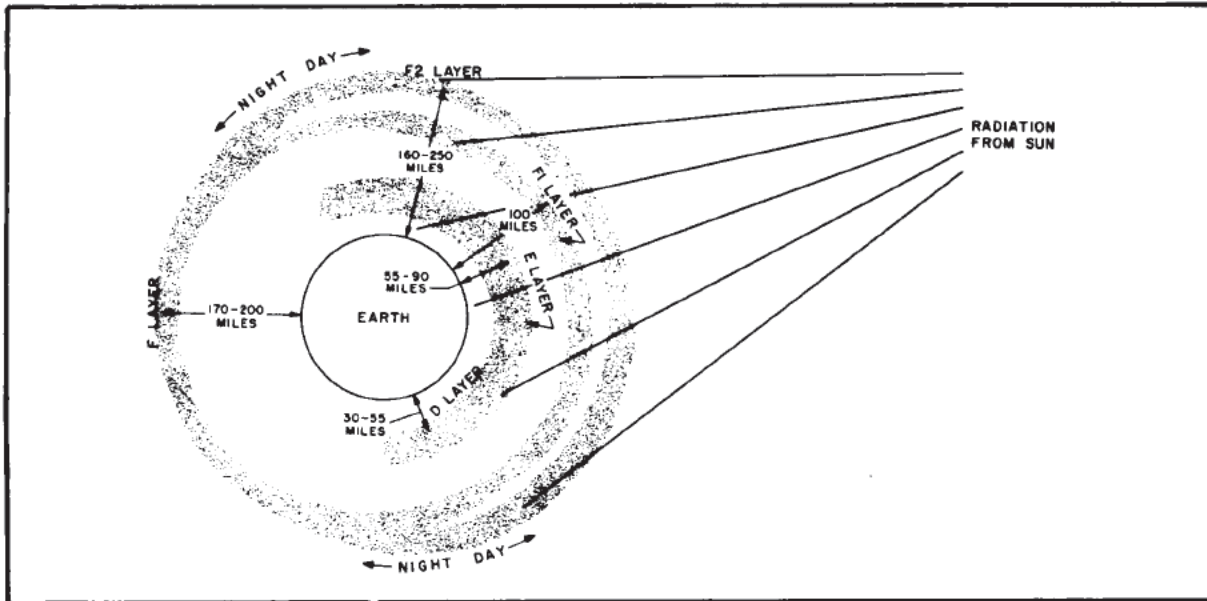 NIGHT DAY
F2 LAYER
RADIATION
FROM SUN
160-250
MILES
F1 LAYER
100
MILES
E LAYER
55-90
MILES
F LAYER
170-200
MILES
EARTH
D LAYER
30-55
MILES
NIGHT DAY